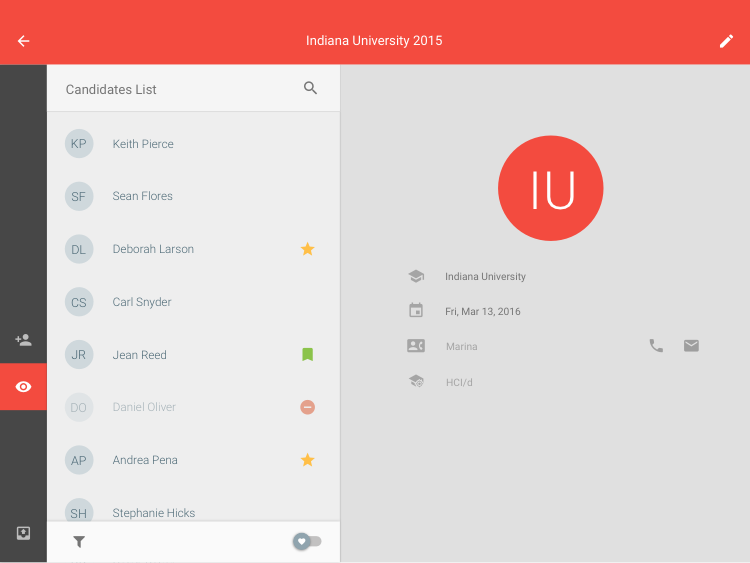 Indiana University 2015
Candidates List
KP Keith Pierce
SF Sean Flores
DL Deborah Larson
CS Carl Snyder
JR Jean Reed
DO Daniel Oliver
AP Andrea Pena
SH Stephanie Hicks
IU
Indiana University
Fri, Mar 13, 2016
Marina
HCI/d